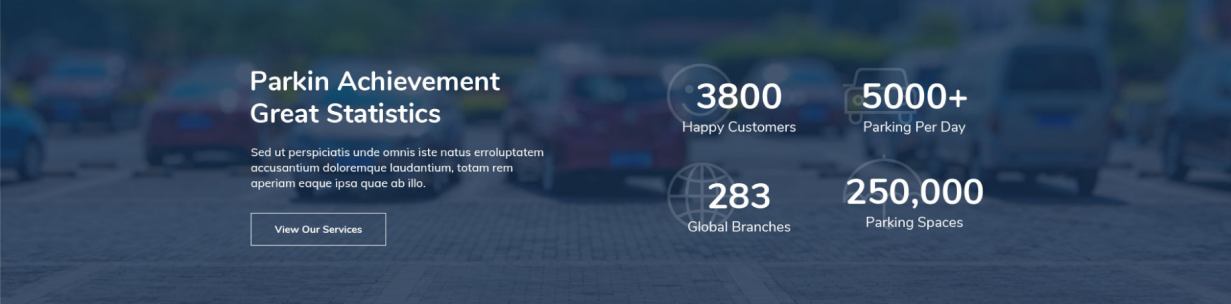 Parkin Achievement
Great Statistics
Sed ut perspiciatis unde omnis iste natus erroluptatem
accusantium doloremque laudantium, totam rem
aperiam eaque ipsa quae ab illo.
View Our Services
3800
Happy Customers
5000+
Parking Per Day
283
Global Branches
250,000
Parking Spaces